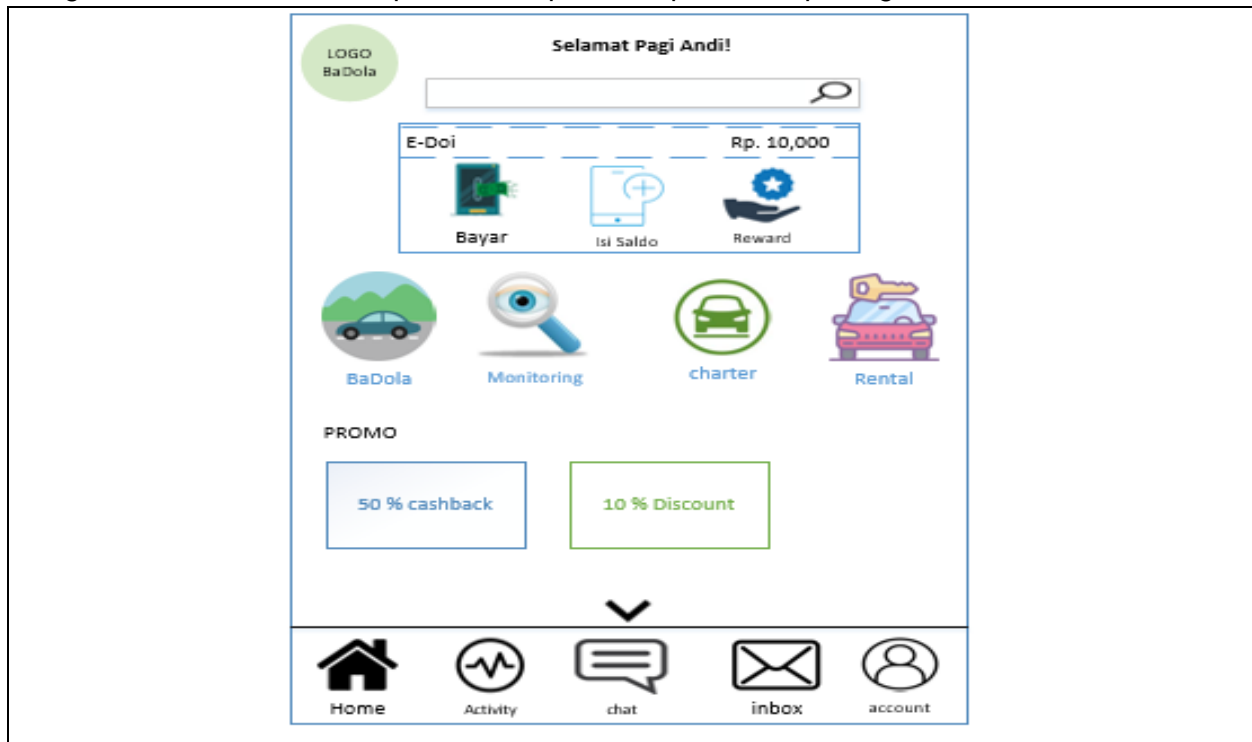 LOGO
BaDola
Selamat Pagi Andi!
E-Doi Rp. 10,000
Bayar Isi Saldo Reward
BaDola Monitoring charter Rental
PROMO
50 % cashback 10 % Discount
Home Activity chat inbox account